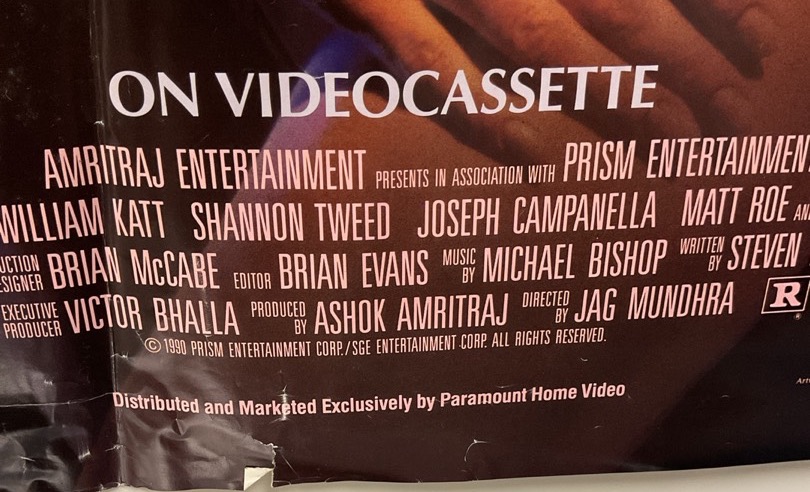 ON VIDEOCASSETTE
AMRITRAJ ENTERTAINMENT PRESENTS IN ASSOCIATION WITH PRISM ENTERTAINMEN
WILLIAM KATT SHANNON TWEED JOSEPH CAMPANELLA MATT ROE AN
UCTION ESIGNER BRIAN McCABE EDITOR BRIAN EVANS MUSIC BY MICHAEL BISHOP WRITTEN BY STEVEN
EXECUTIVE PRODUCER VICTOR BHALLA PRODUCED BY ASHOK AMRITRAJ DIRECTED BY JAG MUNDHRA R
© 1990 PRISM ENTERTAINMENT CORP./SGE ENTERTAINMENT CORP. ALL RIGHTS RESERVED.
Distributed and Marketed Exclusively by Paramount Home Video